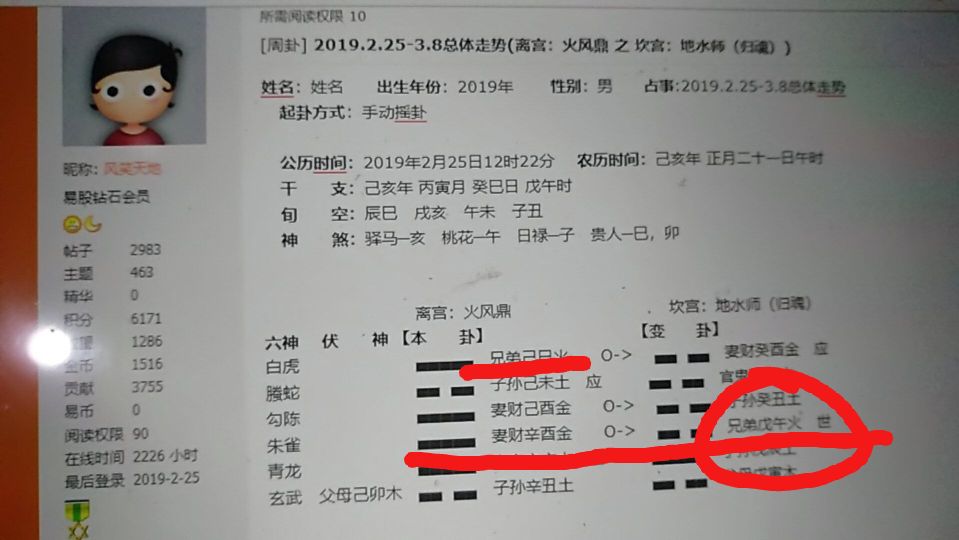 所需阅读权限 10
[周卦] 2019.2.25-3.8总体走势(离宫：火风鼎 之 坎宫：地水师（归魂）)
姓名：姓名 出生年份：2019年 性别：男 占事:2019.2.25-3.8总体走势
起卦方式：手动摇卦
公历时间：2019年2月25日12时22分 农历时间：己亥年 正月二十一日午时
干 支：己亥年 丙寅月 癸巳日 戊午时
旬 空：辰巳 戌亥 午未 子丑
神 煞：驿马—亥 桃花—午 日禄—子 贵人—巳，卯
离宫：火风鼎 坎宫：地水师（归魂）
六神 伏 神 【本 卦】 【变 卦】
白虎 兄弟己巳火 O-> 妻财癸酉金 应
螣蛇 子孙己未土 应 官鬼
勾陈 妻财己酉金 O-> 子孙癸丑土
朱雀 妻财辛酉金 O-> 兄弟戊午火 世
青龙
玄武 父母己卯木 子孙辛丑土
昵称：风笑天地
易股钻石会员
帖子 2983
主题 463
精华 0
积分 6171
1286
金币 1516
贡献 3755
易币 0
阅读权限 90
在线时间 2226 小时
最后登录 2019-2-25